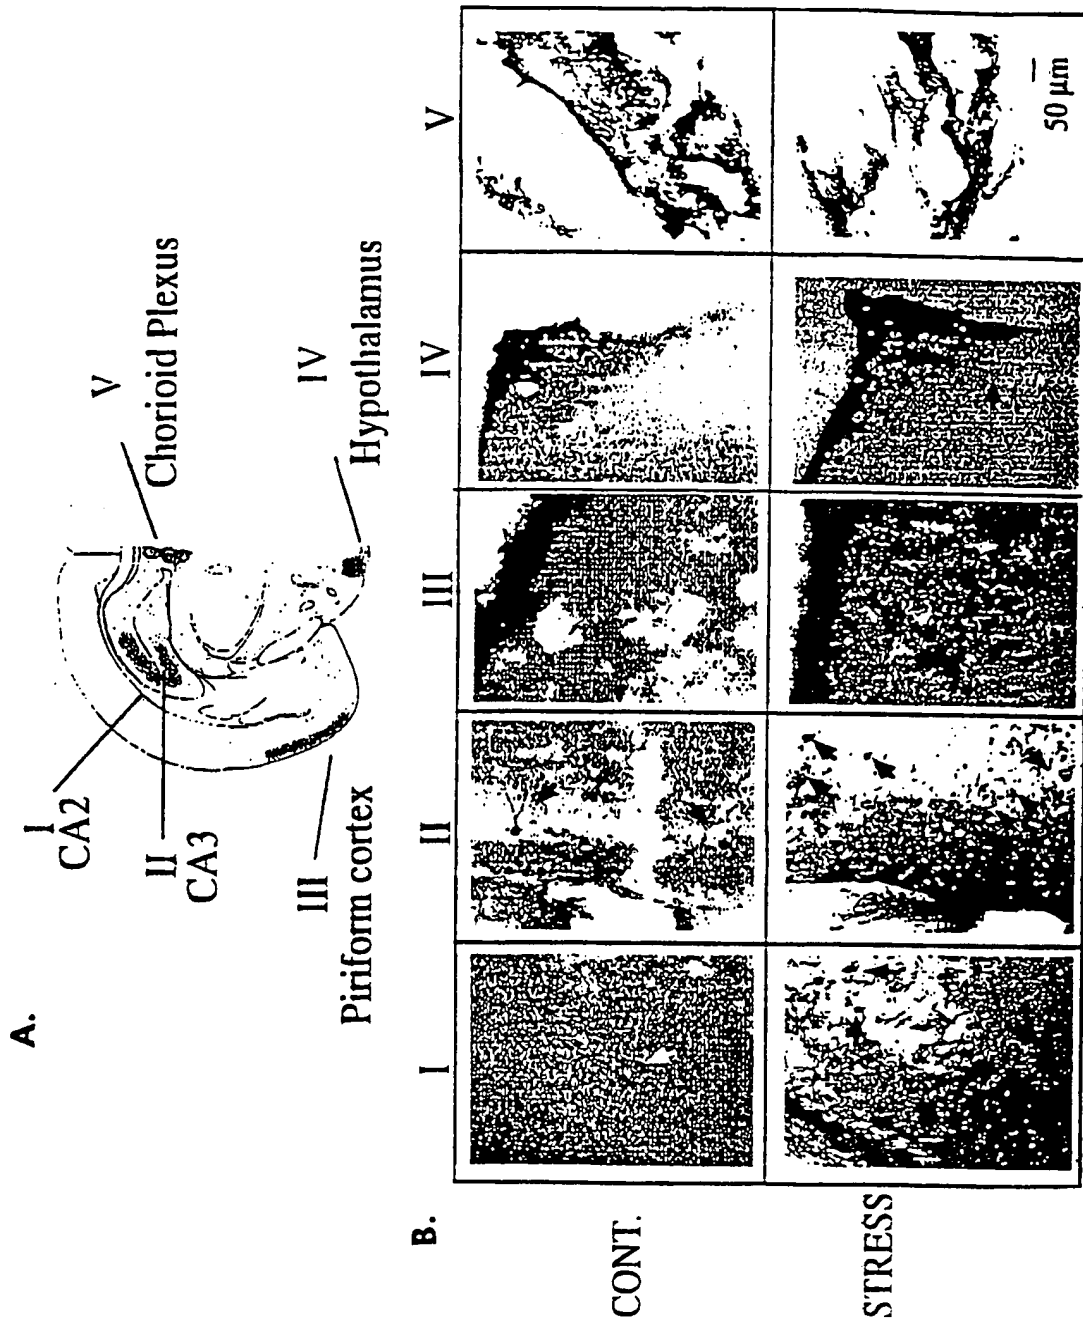 A.
I
CA2
II
CA3
III
Piriform cortex
V
Chorioid Plexus
IV
Hypothalamus
B.
I
II
III
IV
V
CONT.
STRESS
50 µm